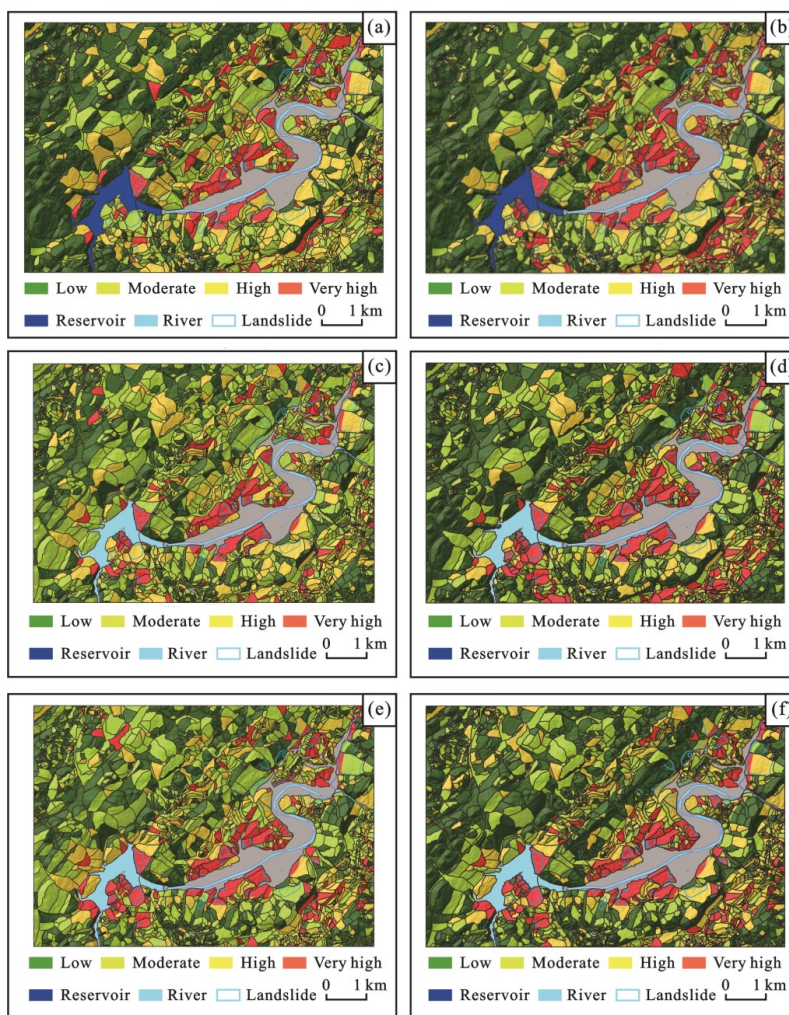 (a)
Low Moderate High Very high
Reservoir River Landslide 0 1 km
(b)
Low Moderate High Very high
Reservoir River Landslide 0 1 km
(c)
Low Moderate High Very high
Reservoir River Landslide 0 1 km
(d)
Low Moderate High Very high
Reservoir River Landslide 0 1 km
(e)
Low Moderate High Very high
Reservoir River Landslide 0 1 km
(f)
Low Moderate High Very high
Reservoir River Landslide 0 1 km